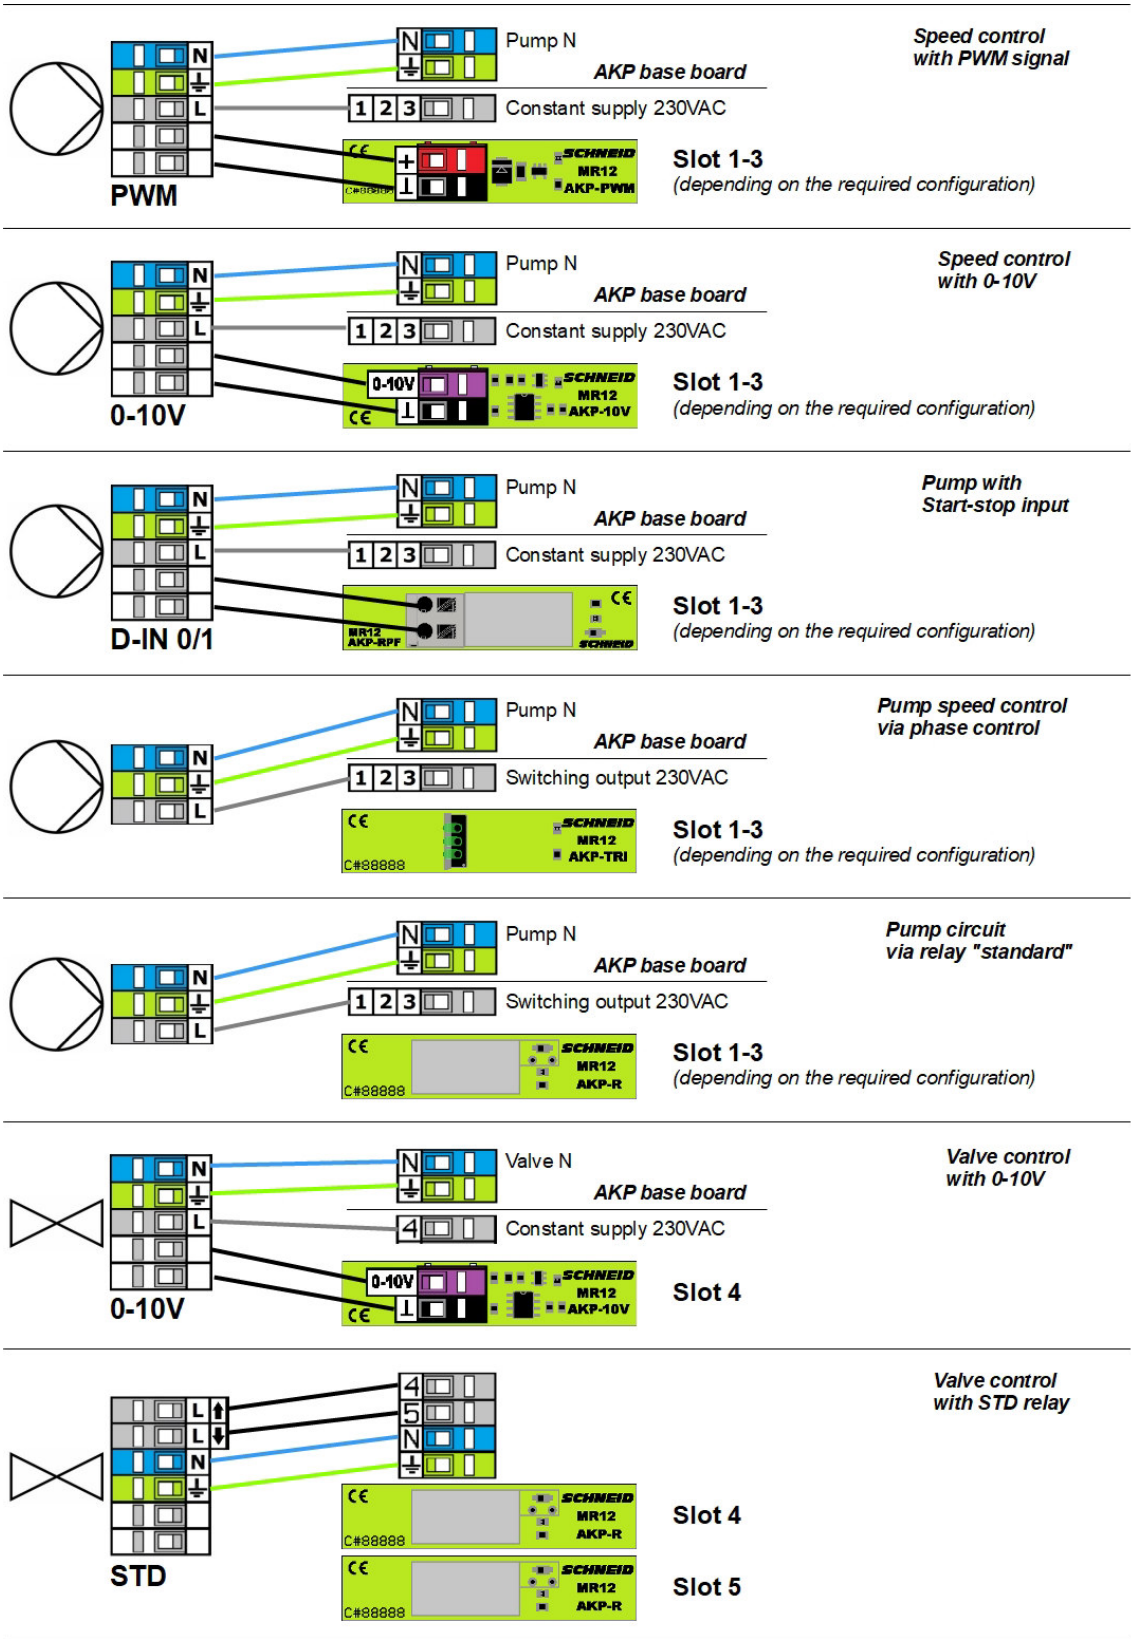 Speed control
with PWM signal
N
Pump N
N
AKP base board
L
1 2 3
Constant supply 230VAC
CE
+
SCHNEID
MR12
AKP-PWM
C#88888
Slot 1-3
(depending on the required configuration)
PWM
Speed control
with 0-10V
N
Pump N
N
AKP base board
L
1 2 3
Constant supply 230VAC
0-10V
SCHNEID
MR12
AKP-10V
CE
Slot 1-3
(depending on the required configuration)
0-10V
Pump with
Start-stop input
N
Pump N
N
AKP base board
L
1 2 3
Constant supply 230VAC
CE
MR12
AKP-RPF
SCHNEID
Slot 1-3
(depending on the required configuration)
D-IN 0/1
Pump speed control
via phase control
N
Pump N
N
AKP base board
L
1 2 3
Switching output 230VAC
CE
SCHNEID
MR12
AKP-TRI
C#88888
Slot 1-3
(depending on the required configuration)
Pump circuit
via relay "standard"
N
Pump N
N
AKP base board
L
1 2 3
Switching output 230VAC
CE
SCHNEID
MR12
AKP-R
C#88888
Slot 1-3
(depending on the required configuration)
Valve control
with 0-10V
N
Valve N
N
AKP base board
L
4
Constant supply 230VAC
0-10V
SCHNEID
MR12
AKP-10V
CE
Slot 4
0-10V
Valve control
with STD relay
4
L
5
L
N
N
CE
SCHNEID
MR12
AKP-R
C#88888
Slot 4
STD
CE
SCHNEID
MR12
AKP-R
C#88888
Slot 5